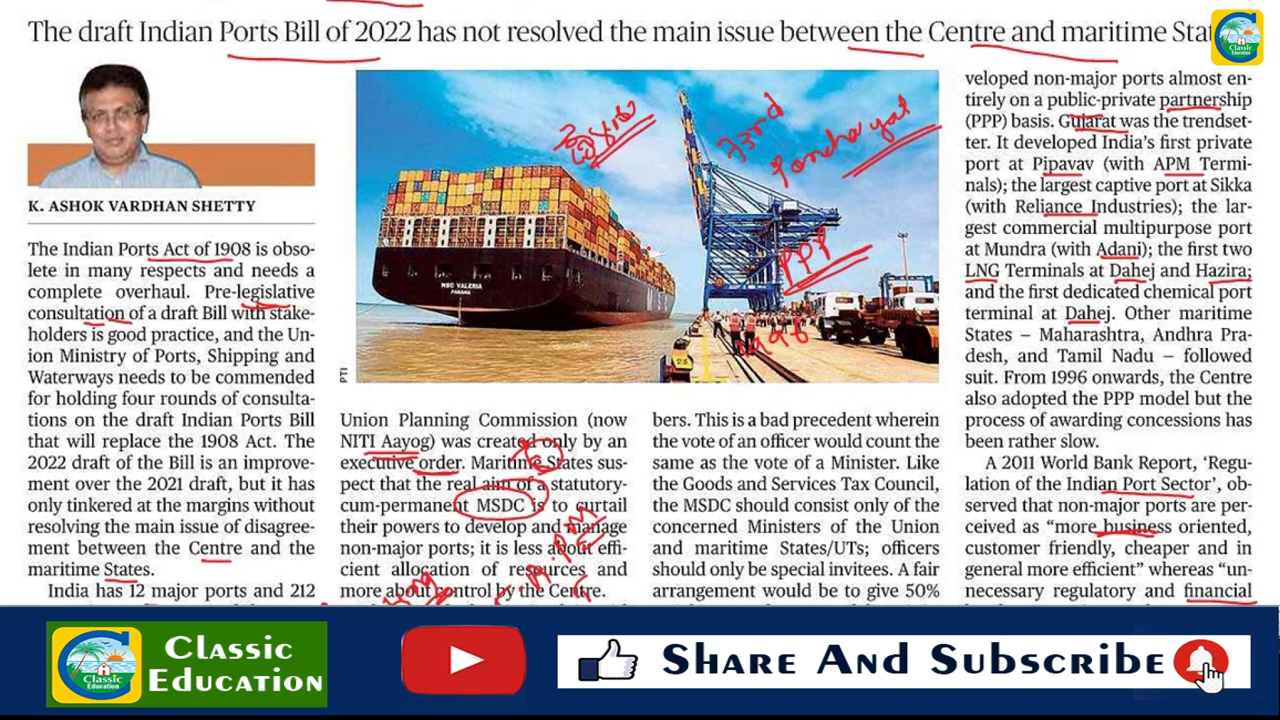 The draft Indian Ports Bill of 2022 has not resolved the main issue between the Centre and maritime
Classic
Education
K. ASHOK VARDHAN SHETTY
The Indian Ports Act of 1908 is obso-
lete in many respects and needs a
complete overhaul. Pre-legislative
consultation of a draft Bill with stake-
holders is good practice, and the Un-
ion Ministry of Ports, Shipping and
Waterways needs to be commended
for holding four rounds of consulta-
tions on the draft Indian Ports Bill
that will replace the 1908 Act. The
2022 draft of the Bill is an improve-
ment over the 2021 draft, but it has
only tinkered at the margins without
resolving the main issue of disagree-
ment between the Centre and the
maritime States.
India has 12 major ports and 212
MSC VALERIA
PANAMA
73rd
Panchayat
PPP
PTI
Union Planning Commission (now
NITI Aayog) was created only by an
executive order. Maritime States sus-
pect that the real aim of a statutory-
cum-permanent MSDC is to curtail
their powers to develop and manage
non-major ports; it is less about effi-
cient allocation of resources and
more about control by the Centre.
bers. This is a bad precedent wherein
the vote of an officer would count the
same as the vote of a Minister. Like
the Goods and Services Tax Council,
the MSDC should consist only of the
concerned Ministers of the Union
and maritime States/UTs; officers
should only be special invitees. A fair
arrangement would be to give 50%
veloped non-major ports almost en-
tirely on a public-private partnership
(PPP) basis. Gujarat was the trendset-
ter. It developed India's first private
port at Pipavav (with APM Termi-
nals); the largest captive port at Sikka
(with Reliance Industries); the lar-
gest commercial multipurpose port
at Mundra (with Adani); the first two
LNG Terminals at Dahej and Hazira;
and the first dedicated chemical port
terminal at Dahej. Other maritime
States – Maharashtra, Andhra Pra-
desh, and Tamil Nadu – followed
suit. From 1996 onwards, the Centre
also adopted the PPP model but the
process of awarding concessions has
been rather slow.
A 2011 World Bank Report, 'Regu-
lation of the Indian Port Sector', ob-
served that non-major ports are per-
ceived as "more business oriented,
customer friendly, cheaper and in
general more efficient" whereas "un-
necessary regulatory and financial
Classic
Education
Classic
Education
Share And Subscribe